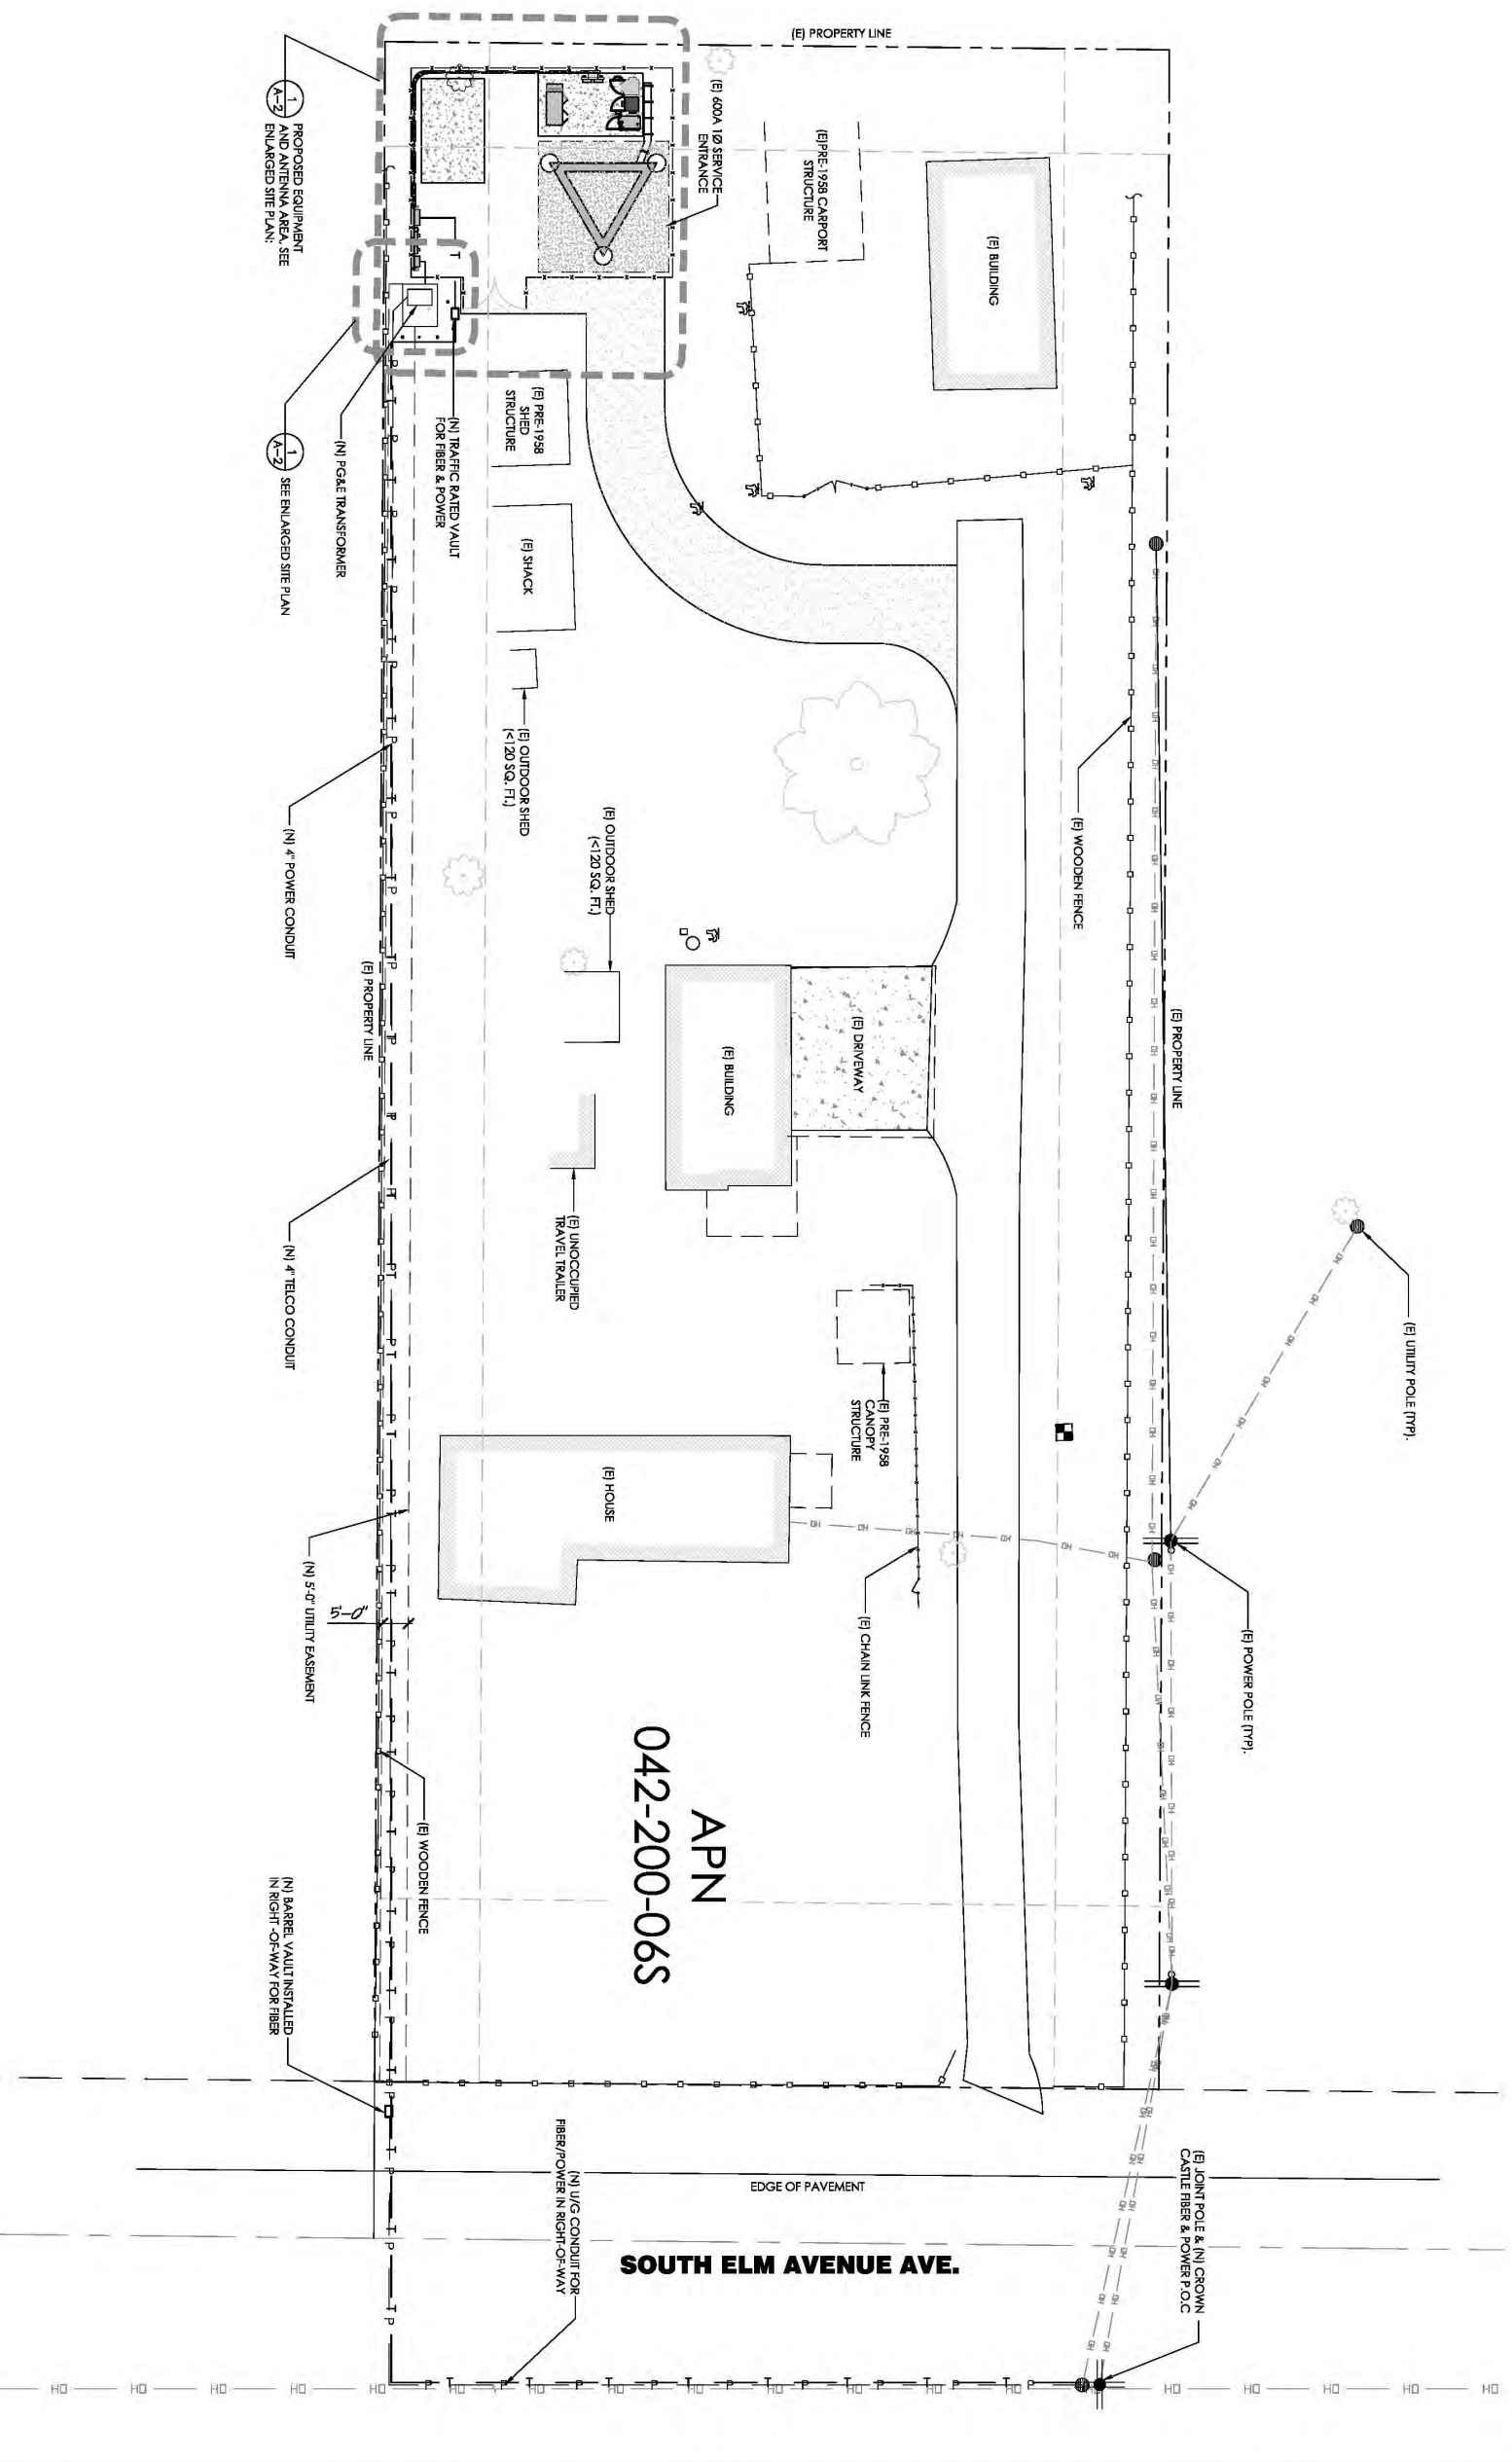 (E) PROPERTY LINE
1
A-2
PROPOSED EQUIPMENT
AND ANTENNA AREA, SEE
ENLARGED SITE PLAN:
(E) 600A 1Ø SERVICE
ENTRANCE
(E)PRE-1958 CARPORT
STRUCTURE
(E) BUILDING
T
1
A-2
SEE ENLARGED SITE PLAN
(N) PG&E TRANSFORMER
(N) TRAFFIC RATED VAULT
FOR FIBER & POWER
(E) PRE-1958
SHED
STRUCTURE
(E) SHACK
(E) OUTDOOR SHED
(<120 SQ. FT.)
(E) OUTDOOR SHED
(<120 SQ. FT.)
(E) WOODEN FENCE
(N) 4" POWER CONDUIT
(E) PROPERTY LINE
(E) BUILDING
(E) DRIVEWAY
(E) PROPERTY LINE
(N) 4" TELCO CONDUIT
(E) UNOCCUPIED
TRAVEL TRAILER
(E) UTILITY POLE (TYP).
(E) PRE-1958
CANOPY
STRUCTURE
(E) HOUSE
(N) 5'-0" UTILITY EASEMENT
5'-0"
(E) CHAIN LINK FENCE
(E) POWER POLE (TYP).
APN
042-200-06S
(E) WOODEN FENCE
(N) BARREL VAULT INSTALLED
IN RIGHT -OF-WAY FOR FIBER
(N) U/G CONDUIT FOR
FIBER/POWER IN RIGHT-OF-WAY
EDGE OF PAVEMENT
(E) JOINT POLE & (N) CROWN
CASTLE FIBER & POWER P.O.C
SOUTH ELM AVENUE AVE.